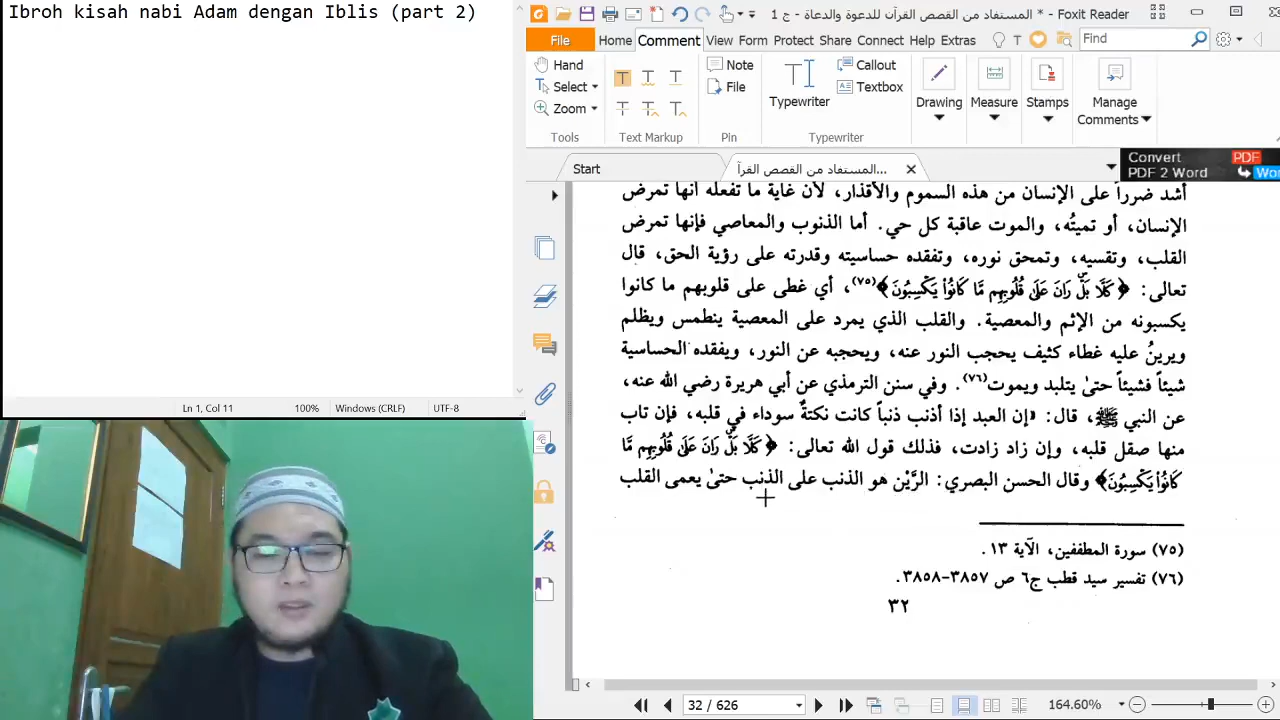 Ibroh kisah nabi Adam dengan Iblis (part 2)
Ln 1, Col 11
100%
Windows (CRLF)
UTF-8
المستفاد من القصص القرآن للدعوة والدعاة - ج 1 * - Foxit Reader
File
Home
Comment
View
Form
Protect
Share
Connect
Help
Extras
Find
Hand
Select
Zoom
Tools
Text Markup
Note
File
Pin
Typewriter
Callout
Textbox
Typewriter
Drawing
Measure
Stamps
Manage
Comments
Start
المستفاد من القصص القرآ...
Convert PDF
PDF 2 Word
أشد ضرراً على الإنسان من هذه السموم والأقذار، لأن غاية ما تفعله أنها تمرض
الإنسان، أو تميتُه، والموت عاقبة كل حي. أما الذنوب والمعاصي فإنها تمرض
القلب، وتقسيه، وتمحق نوره، وتفقده حساسيته وقدرته على رؤية الحق، قال
تعالى: ﴿كَلَّا بَلْ رَانَ عَلَىٰ قُلُوبِهِم مَّا كَانُوا۟ يَكْسِبُونَ﴾(٧٥)، أي غطى على قلوبهم ما كانوا
يكسبونه من الإثم والمعصية. والقلب الذي يمرد على المعصية ينطمس ويظلم
ويرينُ عليه غطاء كثيف يحجب النور عنه، ويحجبه عن النور، ويفقده الحساسية
شيئاً فشيئاً حتىٰ يتلبد ويموت(٧٦). وفي سنن الترمذي عن أبي هريرة رضي الله عنه،
عن النبي ﷺ، قال: «إن العبد إذا أذنب ذنباً كانت نكتةٌ سوداء في قلبه، فإن تاب
منها صقل قلبه، وإن زاد زادت، فذلك قول الله تعالى: ﴿كَلَّا بَلْ رَانَ عَلَىٰ قُلُوبِهِم مَّا
كَانُوا۟ يَكْسِبُونَ﴾ وقال الحسن البصري: الرَّيْن هو الذنب على الذنب حتىٰ يعمى القلب
(٧٥) سورة المطففين، الآية ١٣.
(٧٦) تفسير سيد قطب ج٦ ص ٣٨٥٧-٣٨٥٨.
٣٢
32 / 626
164.60%